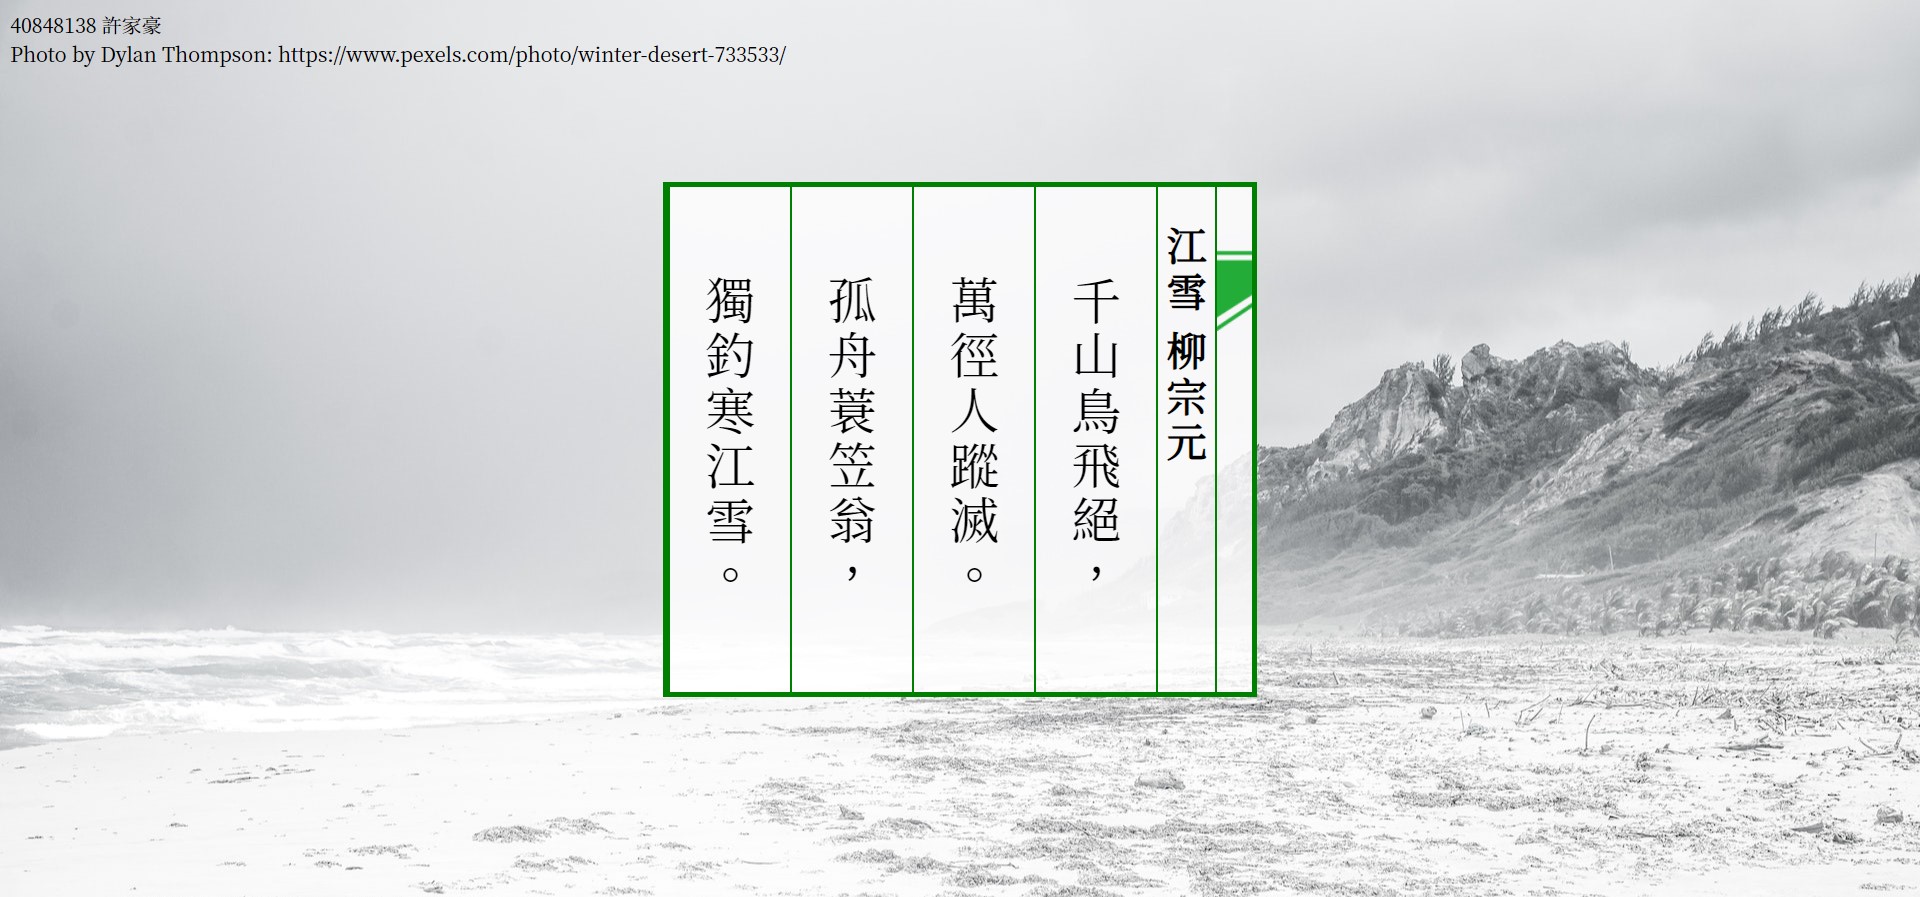 40848138 許家豪
Photo by Dylan Thompson: https://www.pexels.com/photo/winter-desert-733533/
江雪 柳宗元
千山鳥飛絕，
萬徑人蹤滅。
孤舟蓑笠翁，
獨釣寒江雪。